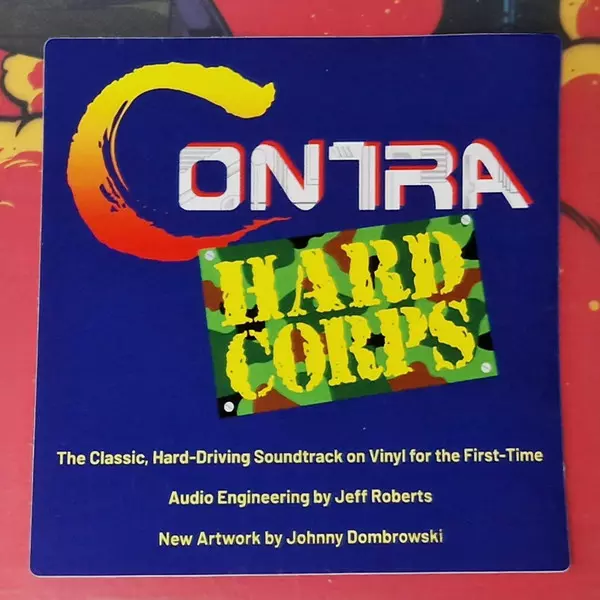 CONTRA
HARD
CORPS
The Classic, Hard-Driving Soundtrack on Vinyl for the First-Time
Audio Engineering by Jeff Roberts
New Artwork by Johnny Dombrowski